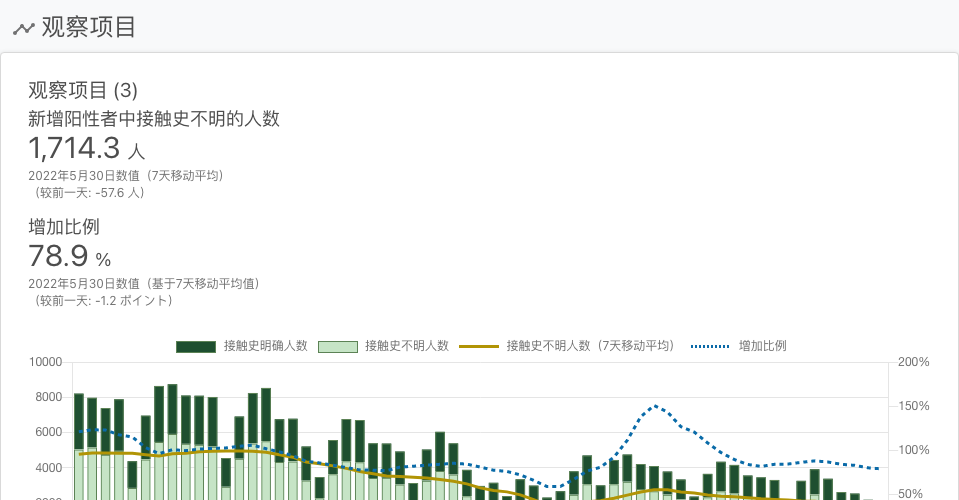 观察项目
观察项目 (3)
新增阳性者中接触史不明的人数
1,714.3 人
2022年5月30日数值（7天移动平均）
（较前一天: -57.6 人）
增加比例
78.9 %
2022年5月30日数值（基于7天移动平均值）
（较前一天: -1.2 ポイント）
接触史明确人数 接触史不明人数 接触史不明人数（7天移动平均） 增加比例
10000 200%
8000
150%
6000
100%
4000
50%